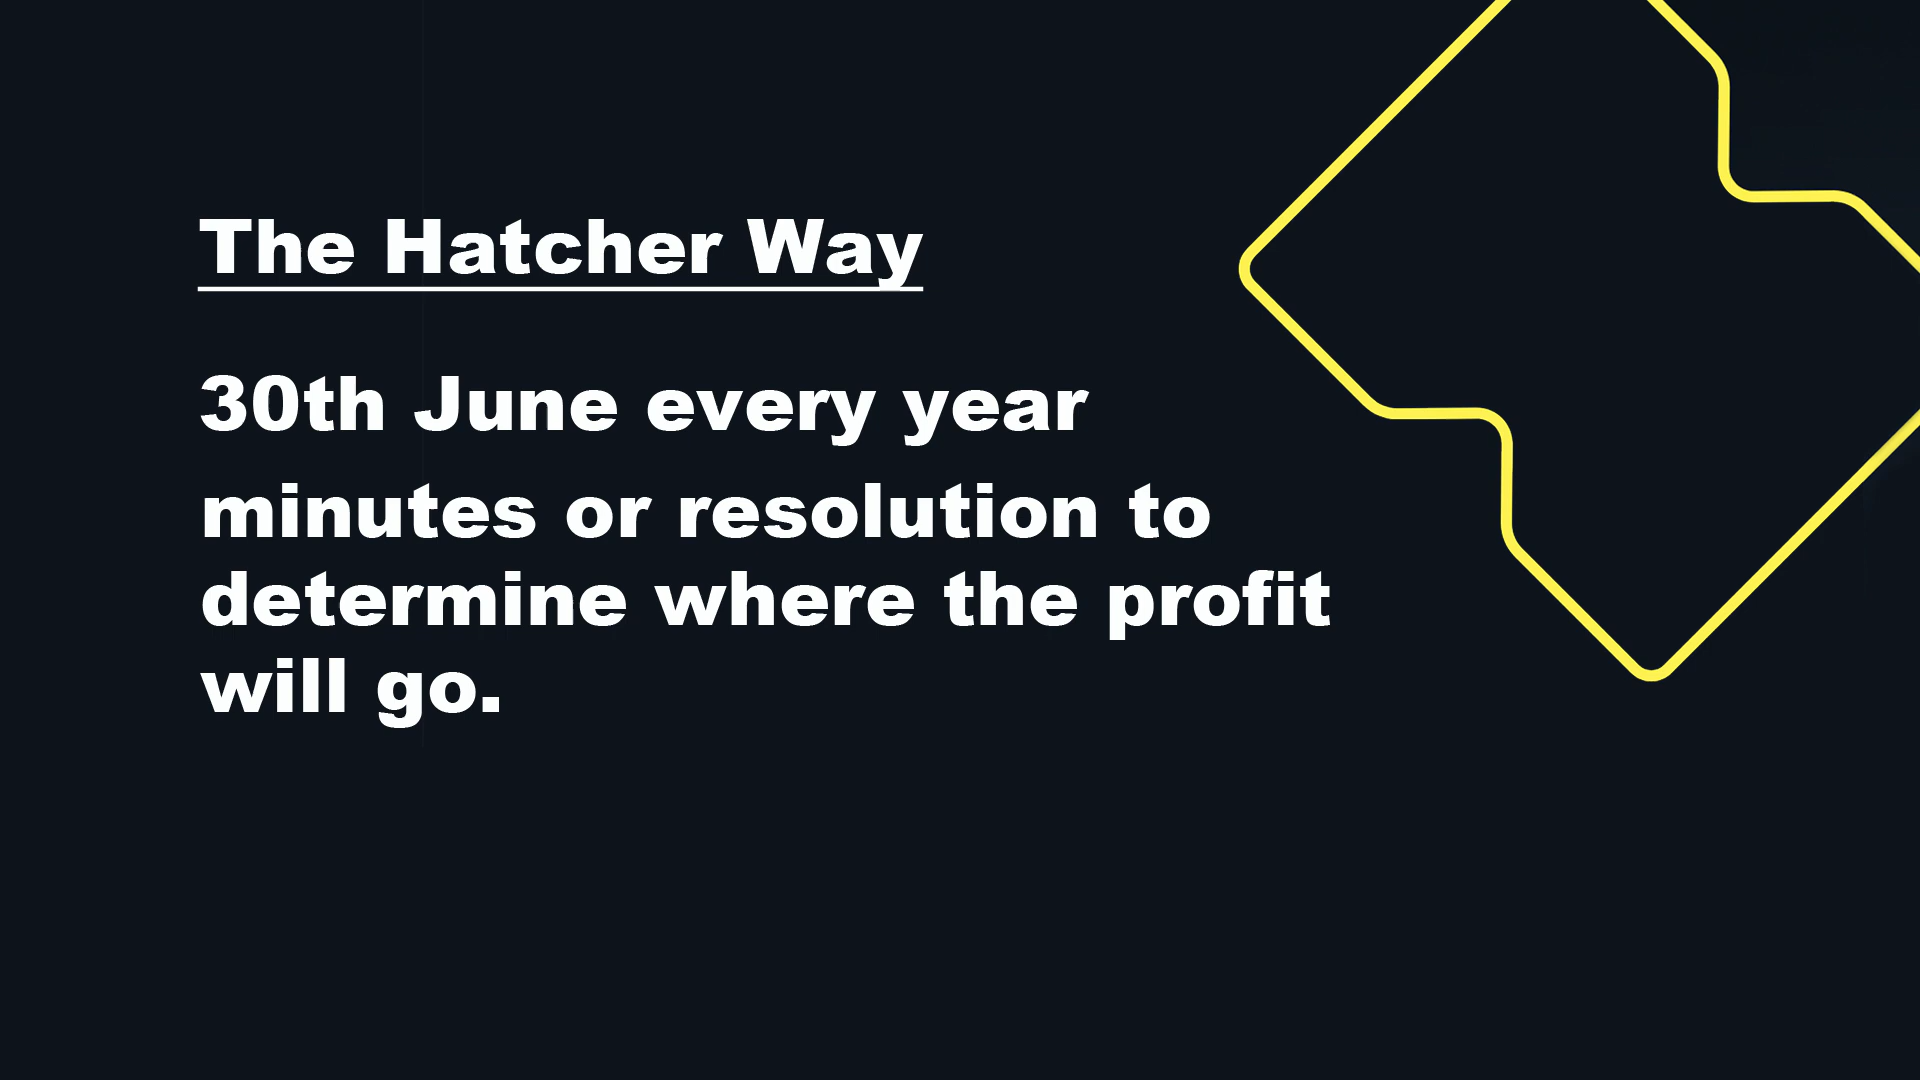 The Hatcher Way
30th June every year
minutes or resolution to
determine where the profit
will go.